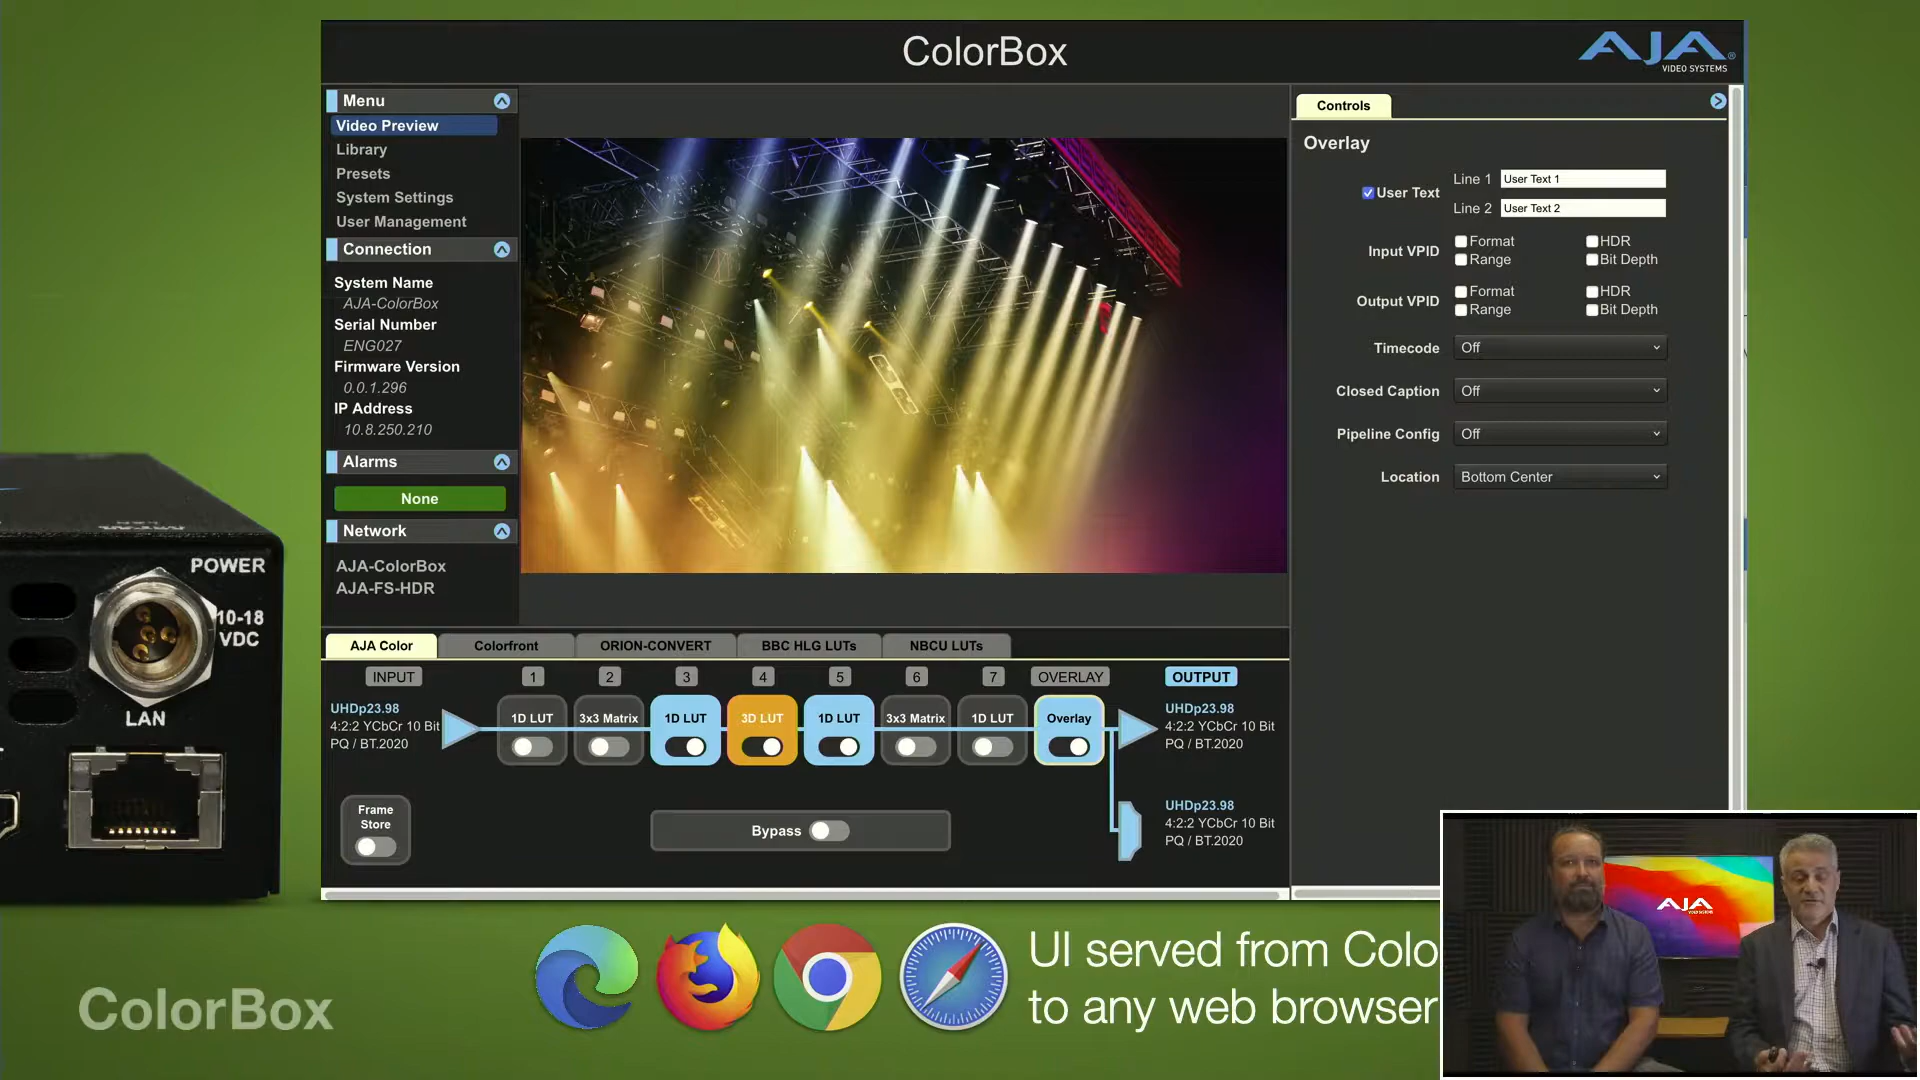 ColorBox
AJA
VIDEO SYSTEMS
Menu
Video Preview
Library
Presets
System Settings
User Management
Connection
System Name
AJA-ColorBox
Serial Number
ENG027
Firmware Version
0.0.1.296
IP Address
10.8.250.210
Alarms
None
Network
AJA-ColorBox
AJA-FS-HDR
Controls
Overlay
User Text
Line 1 User Text 1
Line 2 User Text 2
Input VPID
Format HDR
Range Bit Depth
Output VPID
Format HDR
Range Bit Depth
Timecode Off
Closed Caption Off
Pipeline Config Off
Location Bottom Center
AJA Color Colorfront ORION-CONVERT BBC HLG LUTs NBCU LUTs
INPUT 1 2 3 4 5 6 7 OVERLAY OUTPUT
UHDp23.98
4:2:2 YCbCr 10 Bit
PQ / BT.2020
1D LUT 3x3 Matrix 1D LUT 3D LUT 1D LUT 3x3 Matrix 1D LUT Overlay
UHDp23.98
4:2:2 YCbCr 10 Bit
PQ / BT.2020
Frame
Store
Bypass
UHDp23.98
4:2:2 YCbCr 10 Bit
PQ / BT.2020
POWER
10-18
VDC
LAN
UI served from Colo
to any web browser
ColorBox
AJA